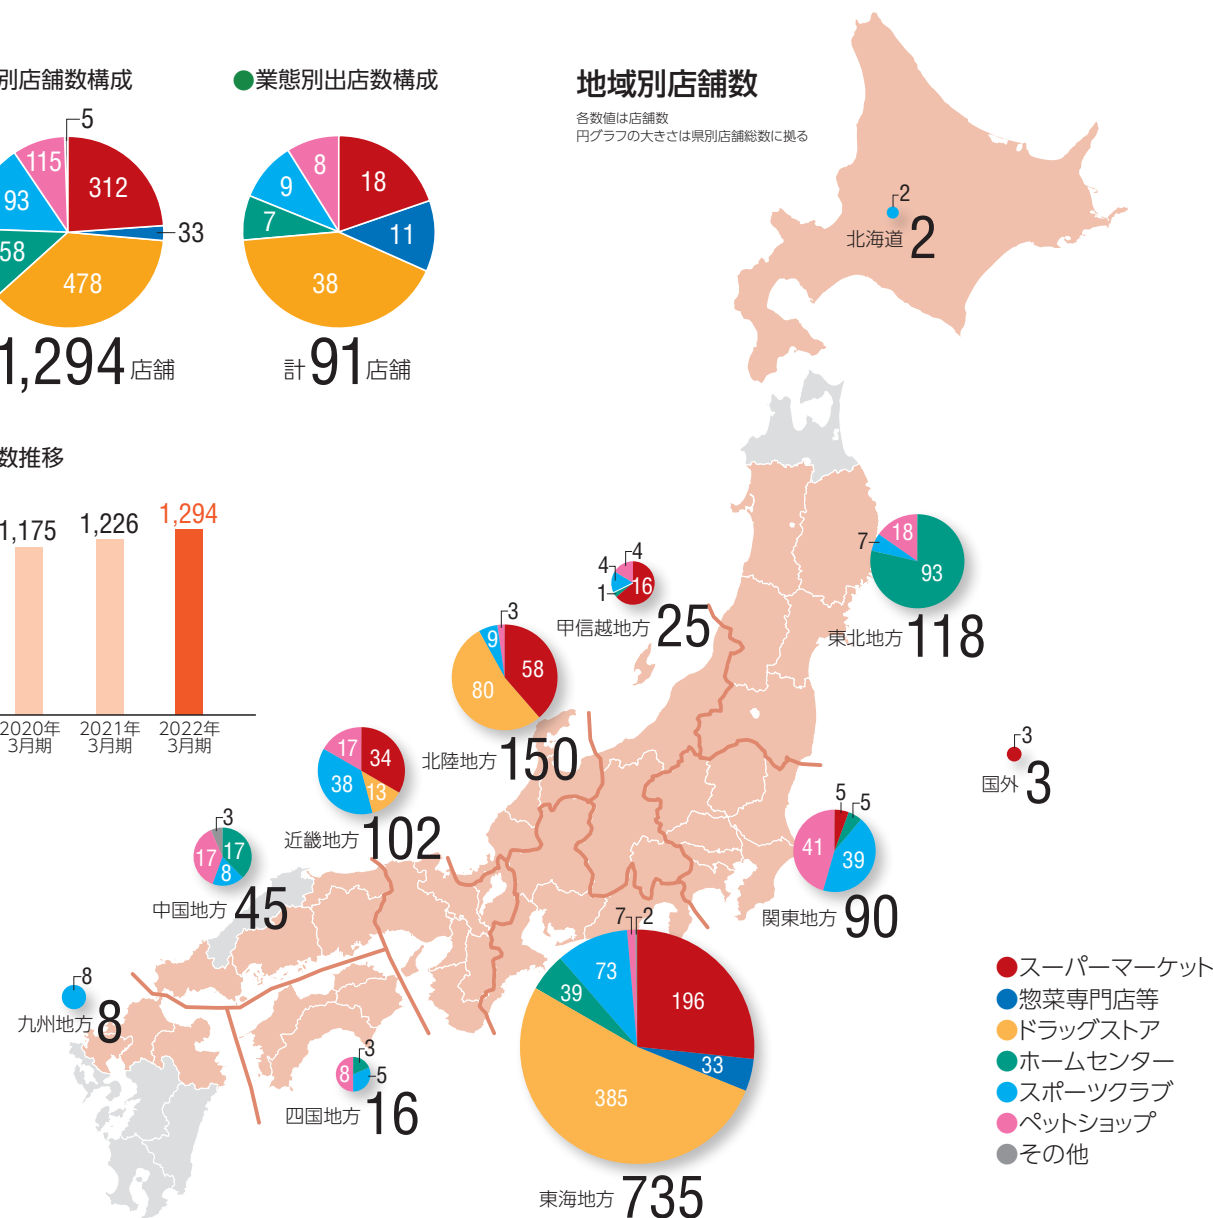 別店舗数構成
5
115
312
93
33
58
478
1,294 店舗
●業態別出店数構成
8
18
9
7
11
38
計 91 店舗
数推移
1,175
1,226
1,294
2020年
3月期
2021年
3月期
2022年
3月期
地域別店舗数
各数値は店舗数
円グラフの大きさは県別店舗総数に拠る
2
北海道 2
18
7
93
東北地方 118
4
4
1
16
甲信越地方 25
3
9
58
80
北陸地方 150
3
国外 3
17
34
38
13
近畿地方 102
5
5
41
39
関東地方 90
3
17
17
8
中国地方 45
8
九州地方 8
3
8
5
四国地方 16
7
2
73
196
39
33
385
東海地方 735
●スーパーマーケット
●惣菜専門店等
●ドラッグストア
●ホームセンター
●スポーツクラブ
●ペットショップ
●その他